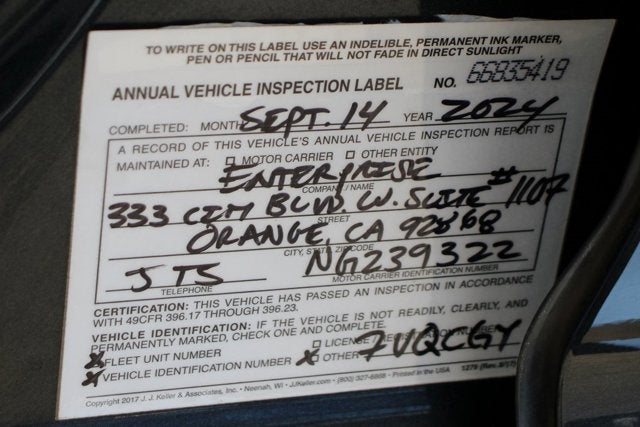 TO WRITE ON THIS LABEL USE AN INDELIBLE, PERMANENT INK MARKER,
PEN OR PENCIL THAT WILL NOT FADE IN DIRECT SUNLIGHT
ANNUAL VEHICLE INSPECTION LABEL NO. 66835419
COMPLETED: MONTH SEPT. 14 YEAR 2024
A RECORD OF THIS VEHICLE'S ANNUAL VEHICLE INSPECTION REPORT IS
MAINTAINED AT: MOTOR CARRIER OTHER ENTITY
ENTERPRISE
COMPANY NAME
333 CITY BLVD W. SUITE #1107
STREET
ORANGE, CA 92868
CITY, STATE, ZIP CODE
JTS NG239322
TELEPHONE MOTOR CARRIER IDENTIFICATION NUMBER
CERTIFICATION: THIS VEHICLE HAS PASSED AN INSPECTION IN ACCORDANCE
WITH 49CFR 396.17 THROUGH 396.23.
VEHICLE IDENTIFICATION: IF THE VEHICLE IS NOT READILY, CLEARLY, AND
PERMANENTLY MARKED, CHECK ONE AND COMPLETE.
X FLEET UNIT NUMBER LICENSE NUMBER
X VEHICLE IDENTIFICATION NUMBER X OTHER 7VQCGY
Copyright 2017 J. J. Keller & Associates, Inc. • Neenah, WI • JJKeller.com • (800) 327-6868 • Printed in the USA 1279